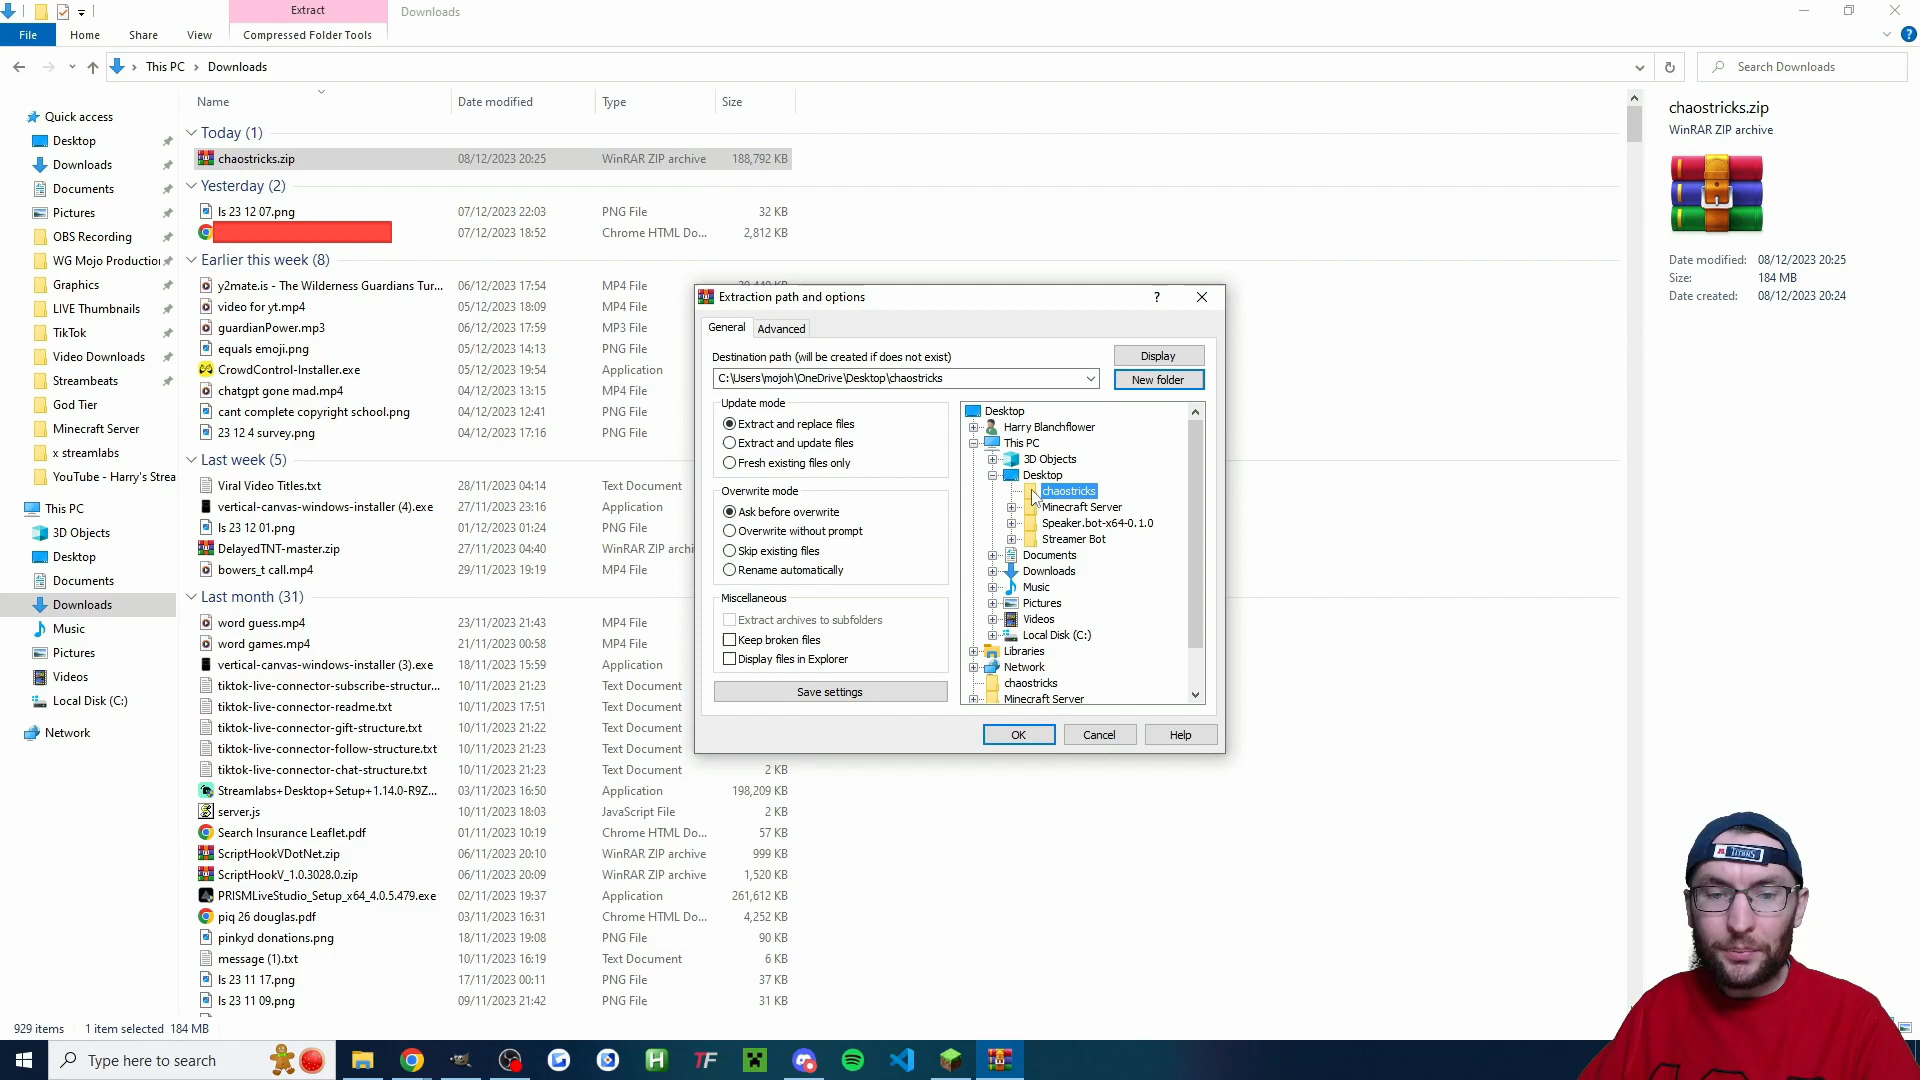 Extract
Downloads
File
Home
Share
View
Compressed Folder Tools
This PC
Downloads
Search Downloads
Quick access
Desktop
Downloads
Documents
Pictures
OBS Recording
WG Mojo Production
Graphics
LIVE Thumbnails
TikTok
Video Downloads
Streambeats
God Tier
Minecraft Server
x streamlabs
YouTube - Harry's Strea
This PC
3D Objects
Desktop
Documents
Downloads
Music
Pictures
Videos
Local Disk (C:)
Network
Name Date modified Type Size
Today (1)
chaostricks.zip 08/12/2023 20:25 WinRAR ZIP archive 188,792 KB
Yesterday (2)
ls 23 12 07.png 07/12/2023 22:03 PNG File 32 KB
07/12/2023 18:52 Chrome HTML Do... 2,812 KB
Earlier this week (8)
y2mate.is - The Wilderness Guardians Tur... 06/12/2023 17:54 MP4 File
video for yt.mp4 05/12/2023 18:09 MP4 File
guardianPower.mp3 06/12/2023 17:59 MP3 File
equals emoji.png 05/12/2023 14:13 PNG File
CrowdControl-Installer.exe 05/12/2023 19:54 Application
chatgpt gone mad.mp4 04/12/2023 13:15 MP4 File
cant complete copyright school.png 04/12/2023 12:41 PNG File
23 12 4 survey.png 04/12/2023 17:16 PNG File
Last week (5)
Viral Video Titles.txt 28/11/2023 04:14 Text Document
vertical-canvas-windows-installer (4).exe 27/11/2023 23:16 Application
ls 23 12 01.png 01/12/2023 01:24 PNG File
DelayedTNT-master.zip 27/11/2023 04:40 WinRAR ZIP archi
bowers_t call.mp4 29/11/2023 19:19 MP4 File
Last month (31)
word guess.mp4 23/11/2023 21:43 MP4 File
word games.mp4 21/11/2023 00:58 MP4 File
vertical-canvas-windows-installer (3).exe 18/11/2023 15:59 Application
tiktok-live-connector-subscribe-structur... 10/11/2023 21:23 Text Document
tiktok-live-connector-readme.txt 10/11/2023 17:51 Text Document
tiktok-live-connector-gift-structure.txt 10/11/2023 21:22 Text Document
tiktok-live-connector-follow-structure.txt 10/11/2023 21:23 Text Document
tiktok-live-connector-chat-structure.txt 10/11/2023 21:23 Text Document 2 KB
Streamlabs+Desktop+Setup+1.14.0-R9Z... 03/11/2023 16:50 Application 198,209 KB
server.js 10/11/2023 18:03 JavaScript File 2 KB
Search Insurance Leaflet.pdf 01/11/2023 10:19 Chrome HTML Do... 57 KB
ScriptHookVDotNet.zip 06/11/2023 20:10 WinRAR ZIP archive 999 KB
ScriptHookV_1.0.3028.0.zip 06/11/2023 20:09 WinRAR ZIP archive 1,520 KB
PRISMLiveStudio_Setup_x64_4.0.5.479.exe 02/11/2023 19:37 Application 261,612 KB
piq 26 douglas.pdf 03/11/2023 16:31 Chrome HTML Do... 4,252 KB
pinkyd donations.png 18/11/2023 19:08 PNG File 90 KB
message (1).txt 10/11/2023 16:19 Text Document 6 KB
ls 23 11 17.png 17/11/2023 00:11 PNG File 37 KB
ls 23 11 09.png 09/11/2023 21:42 PNG File 31 KB
Extraction path and options
?
General
Advanced
Destination path (will be created if does not exist)
Display
C:\Users\mojoh\OneDrive\Desktop\chaostricks
New folder
Update mode
Extract and replace files
Extract and update files
Fresh existing files only
Overwrite mode
Ask before overwrite
Overwrite without prompt
Skip existing files
Rename automatically
Miscellaneous
Extract archives to subfolders
Keep broken files
Display files in Explorer
Save settings
Desktop
Harry Blanchflower
This PC
3D Objects
Desktop
chaostricks
Minecraft Server
Speaker.bot-x64-0.1.0
Streamer Bot
Documents
Downloads
Music
Pictures
Videos
Local Disk (C:)
Libraries
Network
chaostricks
Minecraft Server
OK
Cancel
Help
chaostricks.zip
WinRAR ZIP archive
Date modified: 08/12/2023 20:25
Size: 184 MB
Date created: 08/12/2023 20:24
TITANS
929 items 1 item selected 184 MB
Type here to search
H
TF